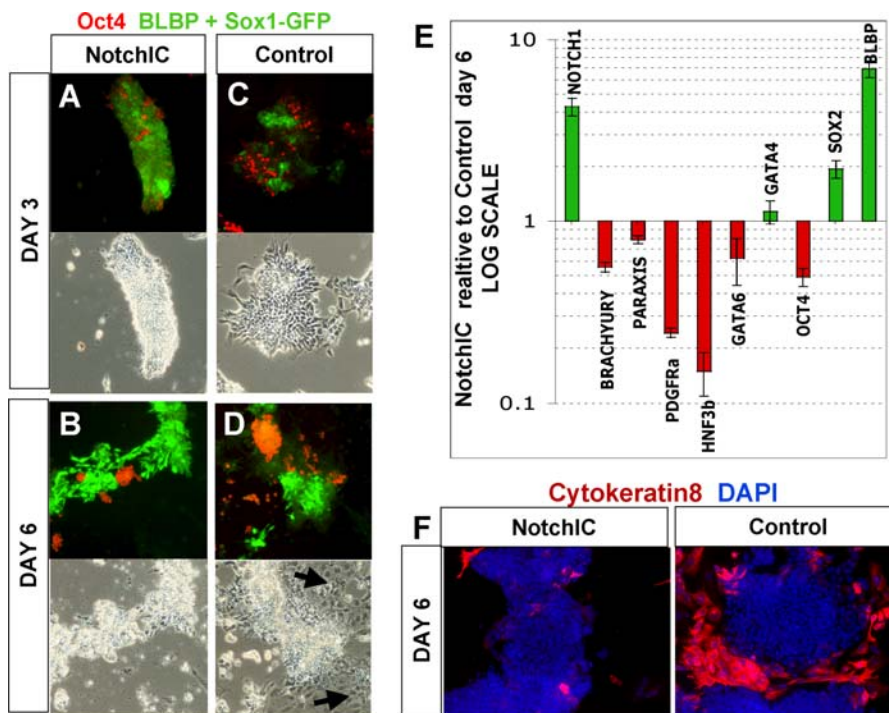 Oct4 BLBP + Sox1-GFP
NotchIC
Control
DAY 3
A
C
DAY 6
B
D
E
NotchIC realtive to Control day 6
LOG SCALE
10
1
0.1
NOTCH1
BRACHYURY
PARAXIS
PDGFRa
HNF3b
GATA6
GATA4
OCT4
SOX2
BLBP
Cytokeratin8 DAPI
F
NotchIC
Control
DAY 6